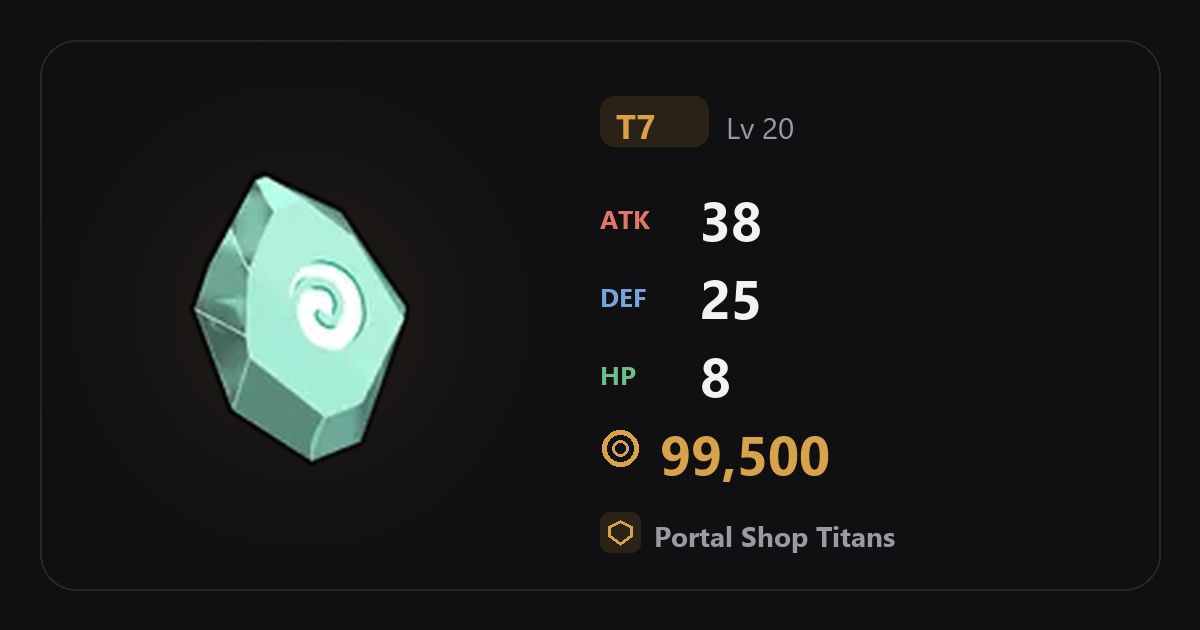 T7 Lv 20
ATK 38
DEF 25
HP 8
99,500
Portal Shop Titans